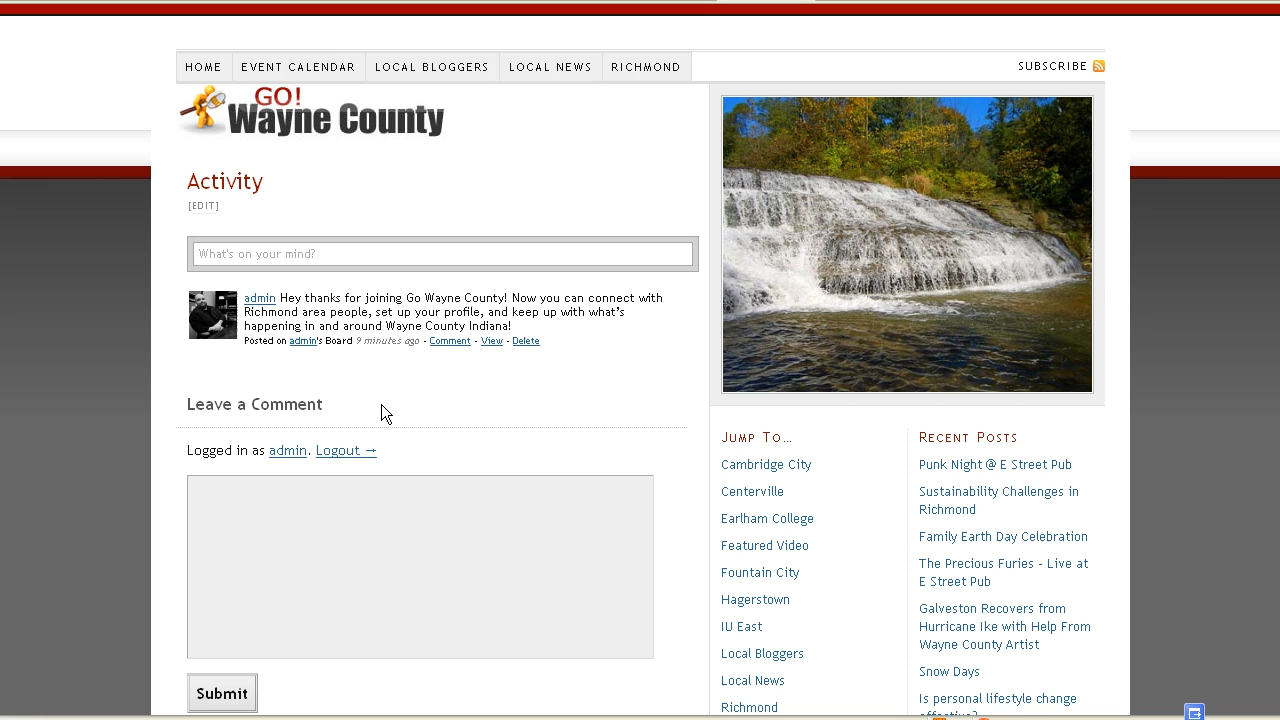 HOME EVENT CALENDAR LOCAL BLOGGERS LOCAL NEWS RICHMOND SUBSCRIBE
GO!
Wayne County
Activity
[EDIT]
What's on your mind?
admin Hey thanks for joining Go Wayne County! Now you can connect with
Richmond area people, set up your profile, and keep up with what's
happening in and around Wayne County Indiana!
Posted on admin's Board 9 minutes ago - Comment - View - Delete
Leave a Comment
Logged in as admin. Logout →
Submit
Jump To...
Cambridge City
Centerville
Earlham College
Featured Video
Fountain City
Hagerstown
IU East
Local Bloggers
Local News
Richmond
Recent Posts
Punk Night @ E Street Pub
Sustainability Challenges in
Richmond
Family Earth Day Celebration
The Precious Furies - Live at
E Street Pub
Galveston Recovers from
Hurricane Ike with Help From
Wayne County Artist
Snow Days
Is personal lifestyle change